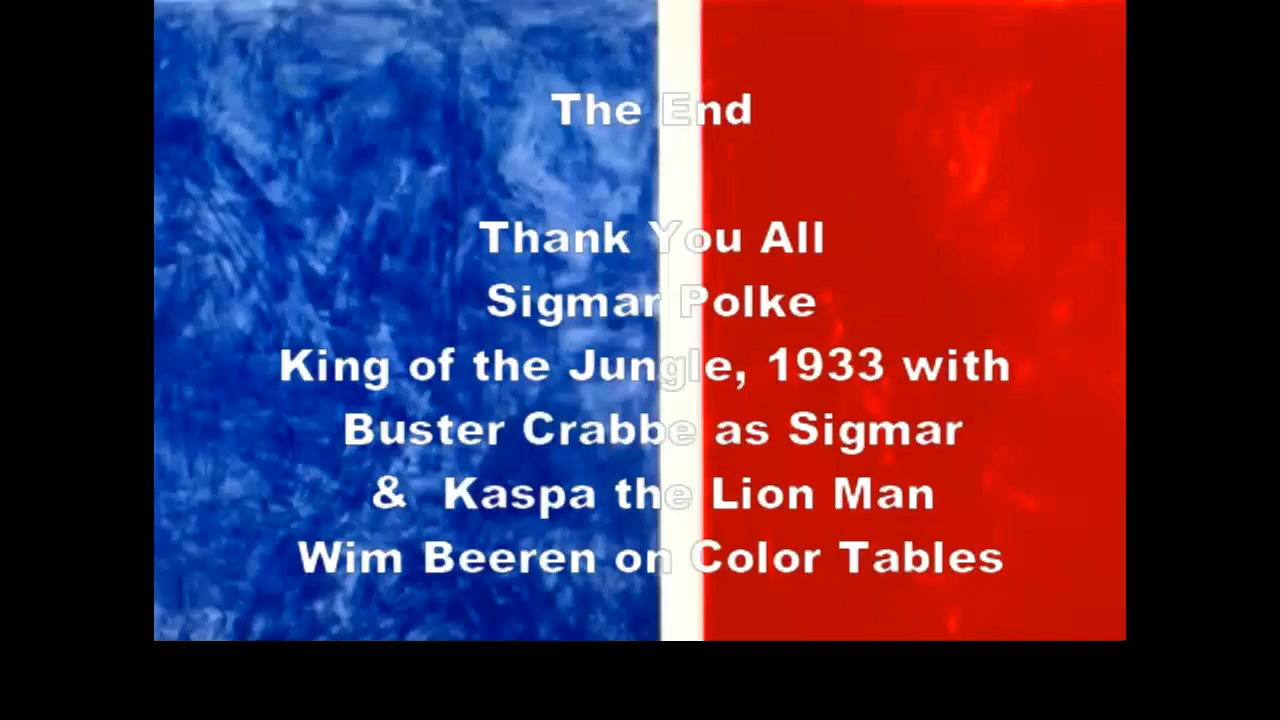 The End
Thank You All
Sigmar Polke
King of the Jungle, 1933 with
Buster Crabbe as Sigmar
& Kaspa the Lion Man
Wim Beeren on Color Tables